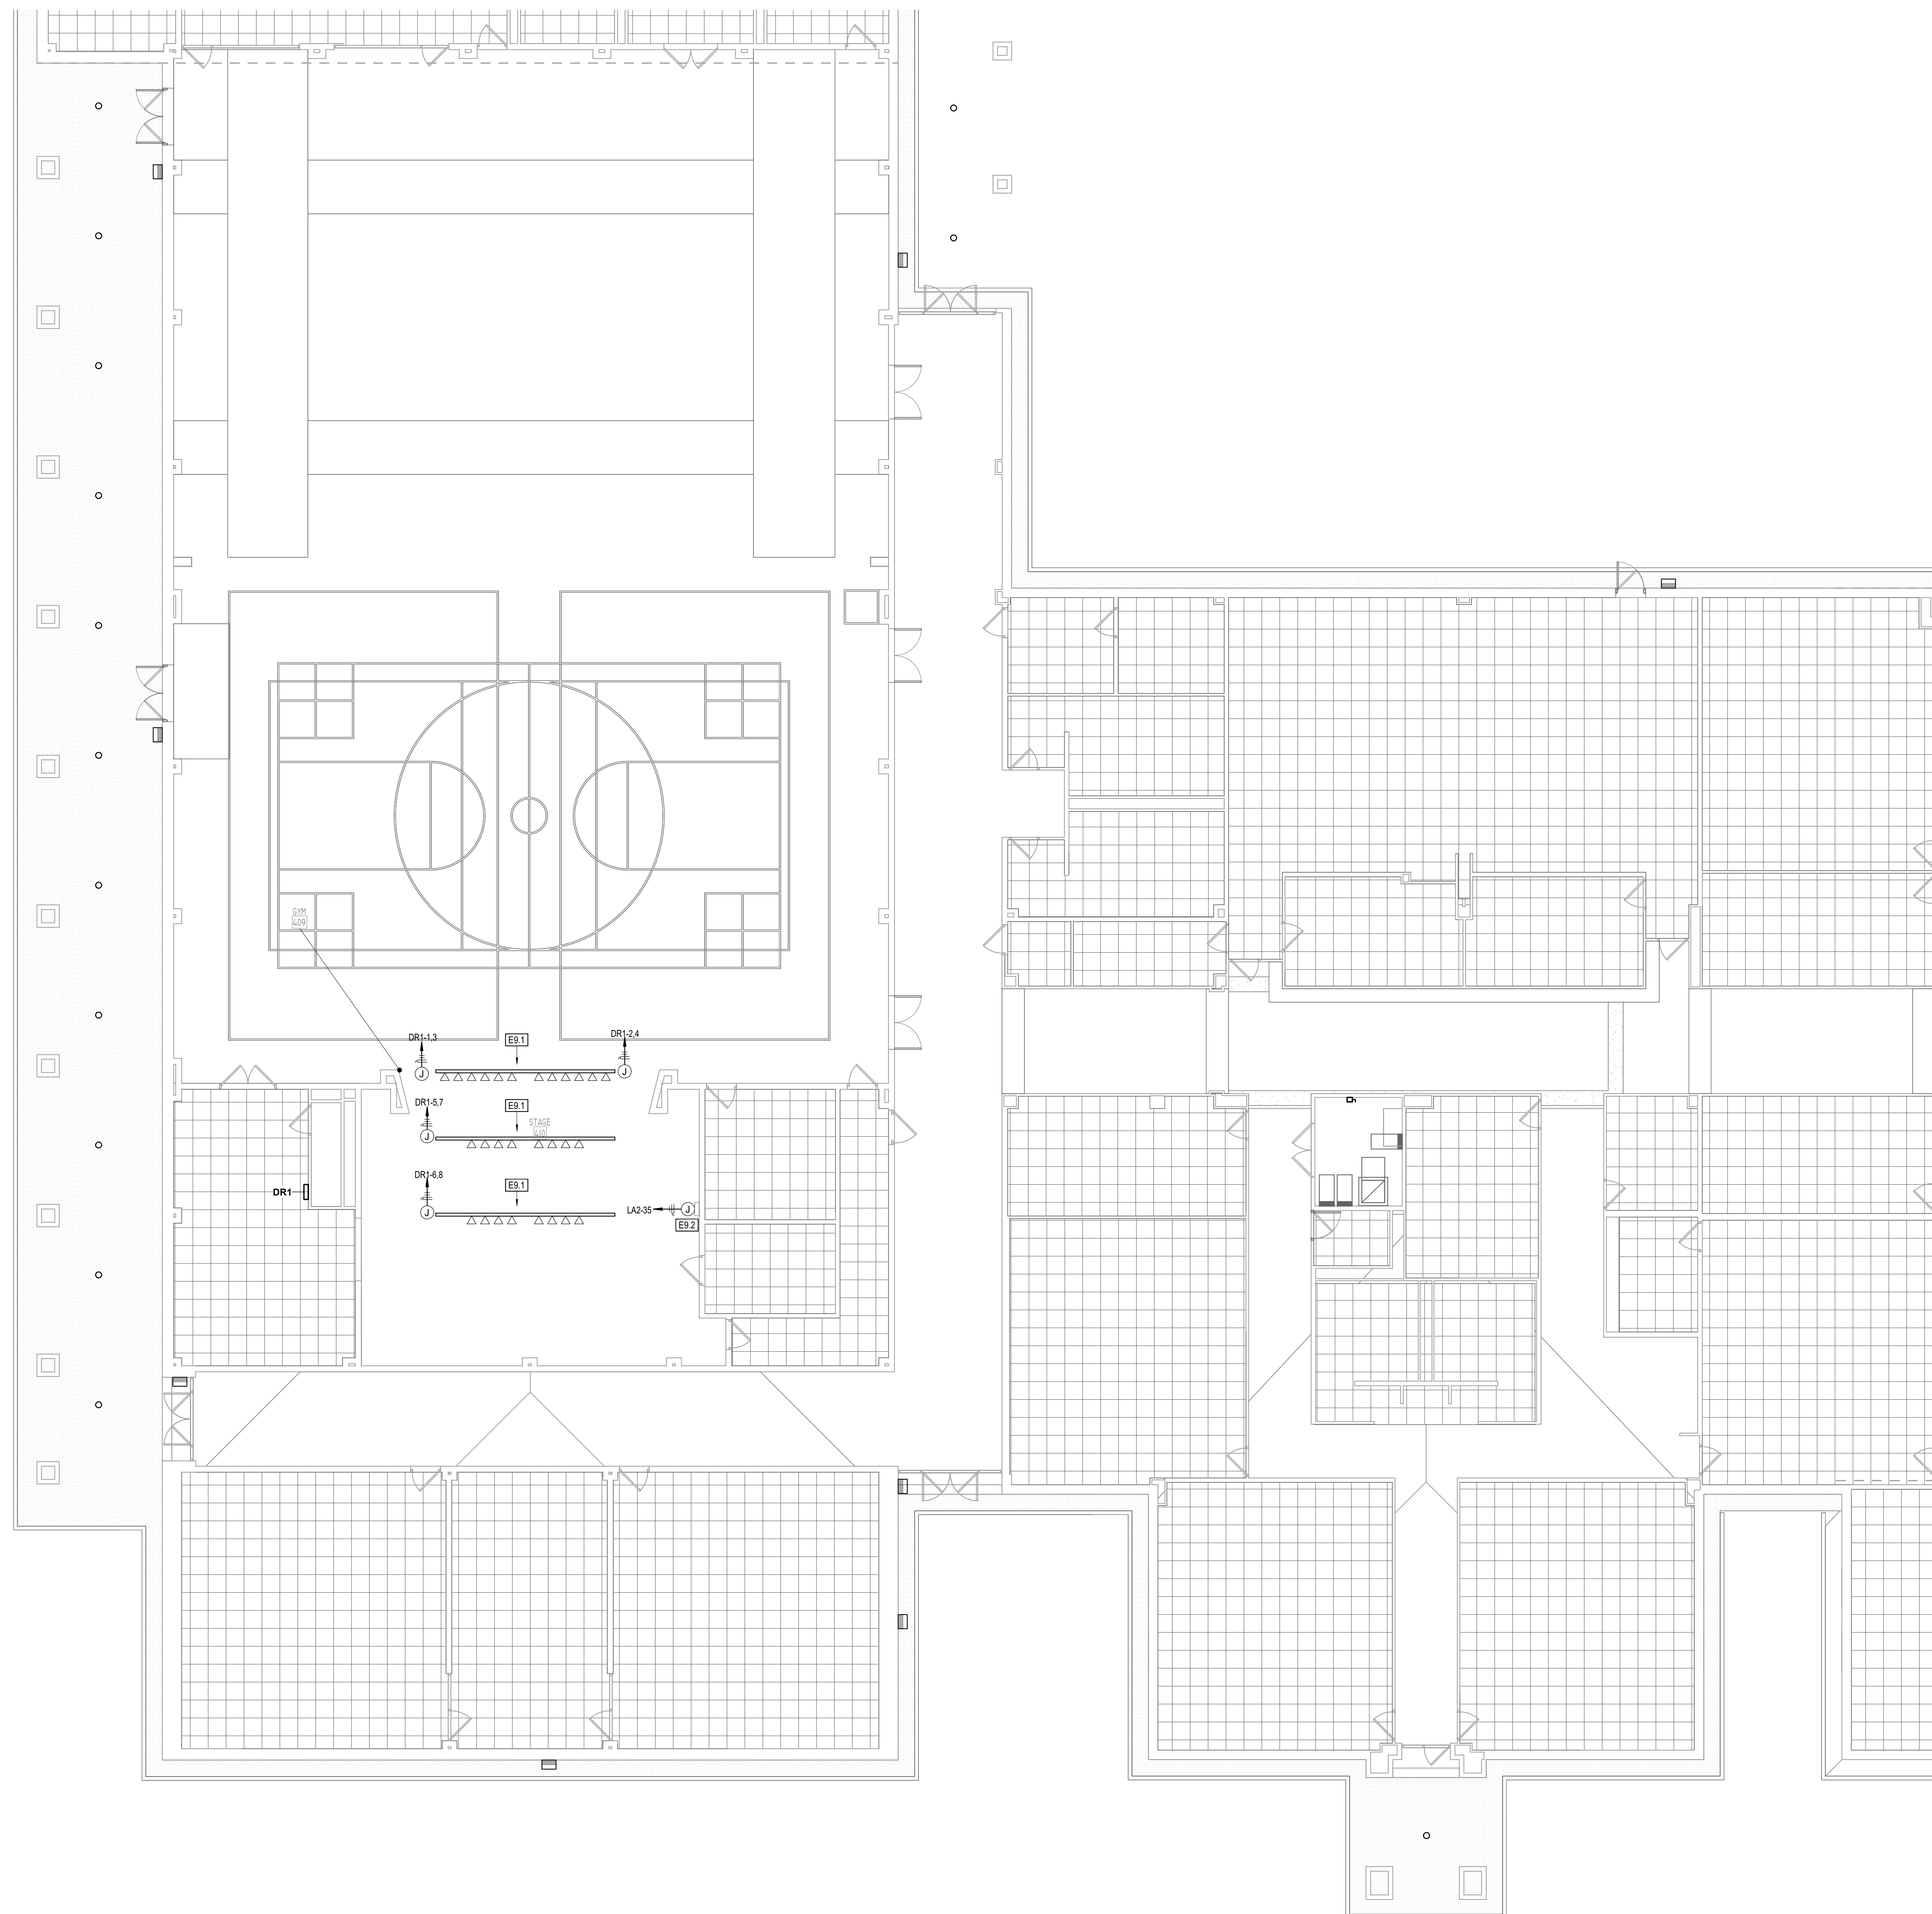 GYM
409
DR1-1,3
E9.1
DR1-2,4
J
J
DR1-5,7
E9.1
STAGE
410
J
DR1-6,8
E9.1
DR1
J
LA2-35
J
E9.2